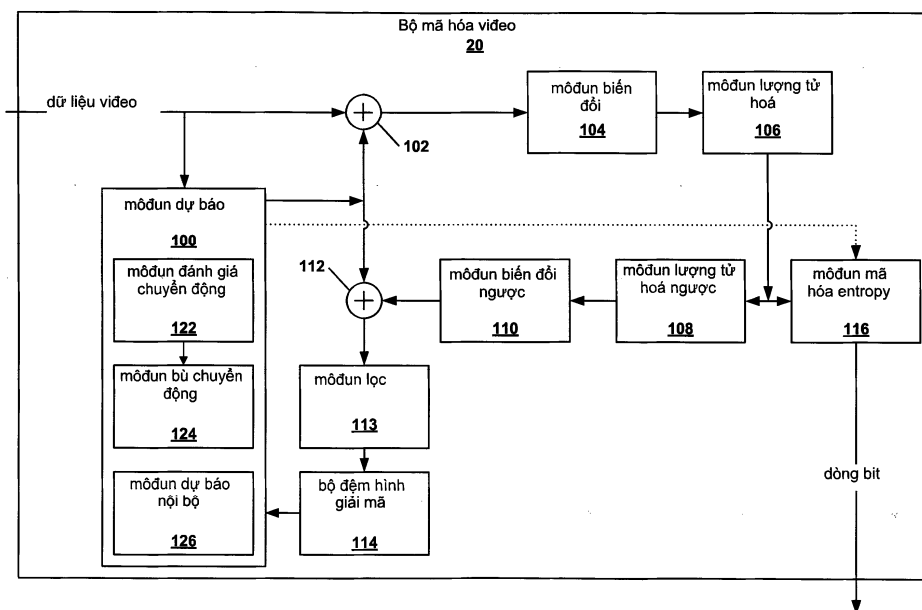 Bộ mã hóa viđeo
20
dữ liệu viđeo
môđun biến
đổi
104
môđun lượng tử
hoá
106
102
môđun dự báo
100
112
môđun đánh giá
chuyển động
122
môđun biến đổi
ngược
110
môđun lượng tử
hoá ngược
108
môđun mã
hóa entropy
116
môđun bù chuyển
động
124
môđun lọc
113
môđun dự báo
nội bộ
126
bộ đệm hình
giải mã
114
dòng bit